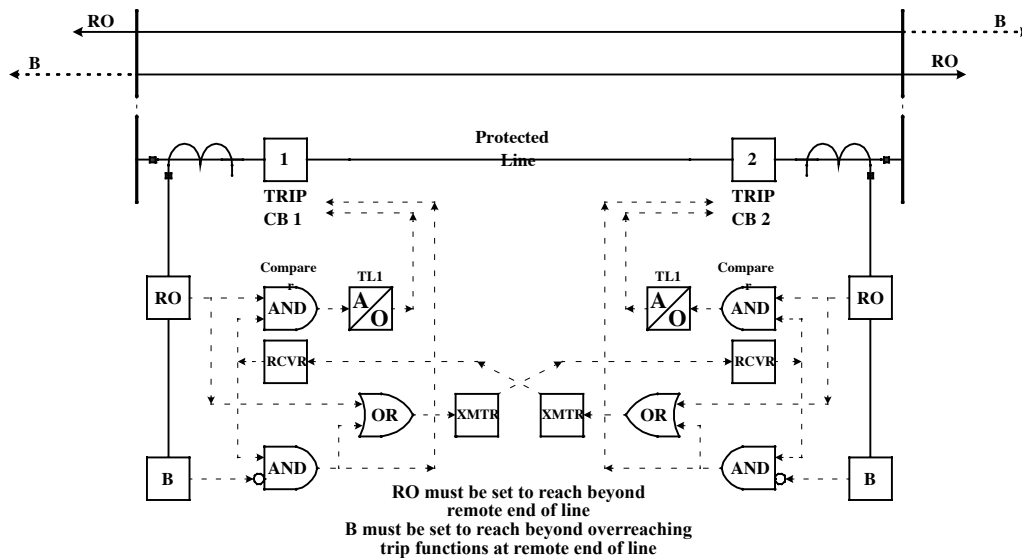 RO
B
B
RO
Protected
Line
1
2
TRIP
CB 1
TRIP
CB 2
Compare
r
TL1
TL1
Compare
r
RO
AND
A
O
A
O
AND
RO
RCVR
RCVR
OR
XMTR
XMTR
OR
B
AND
AND
B
RO must be set to reach beyond
remote end of line
B must be set to reach beyond overreaching
trip functions at remote end of line